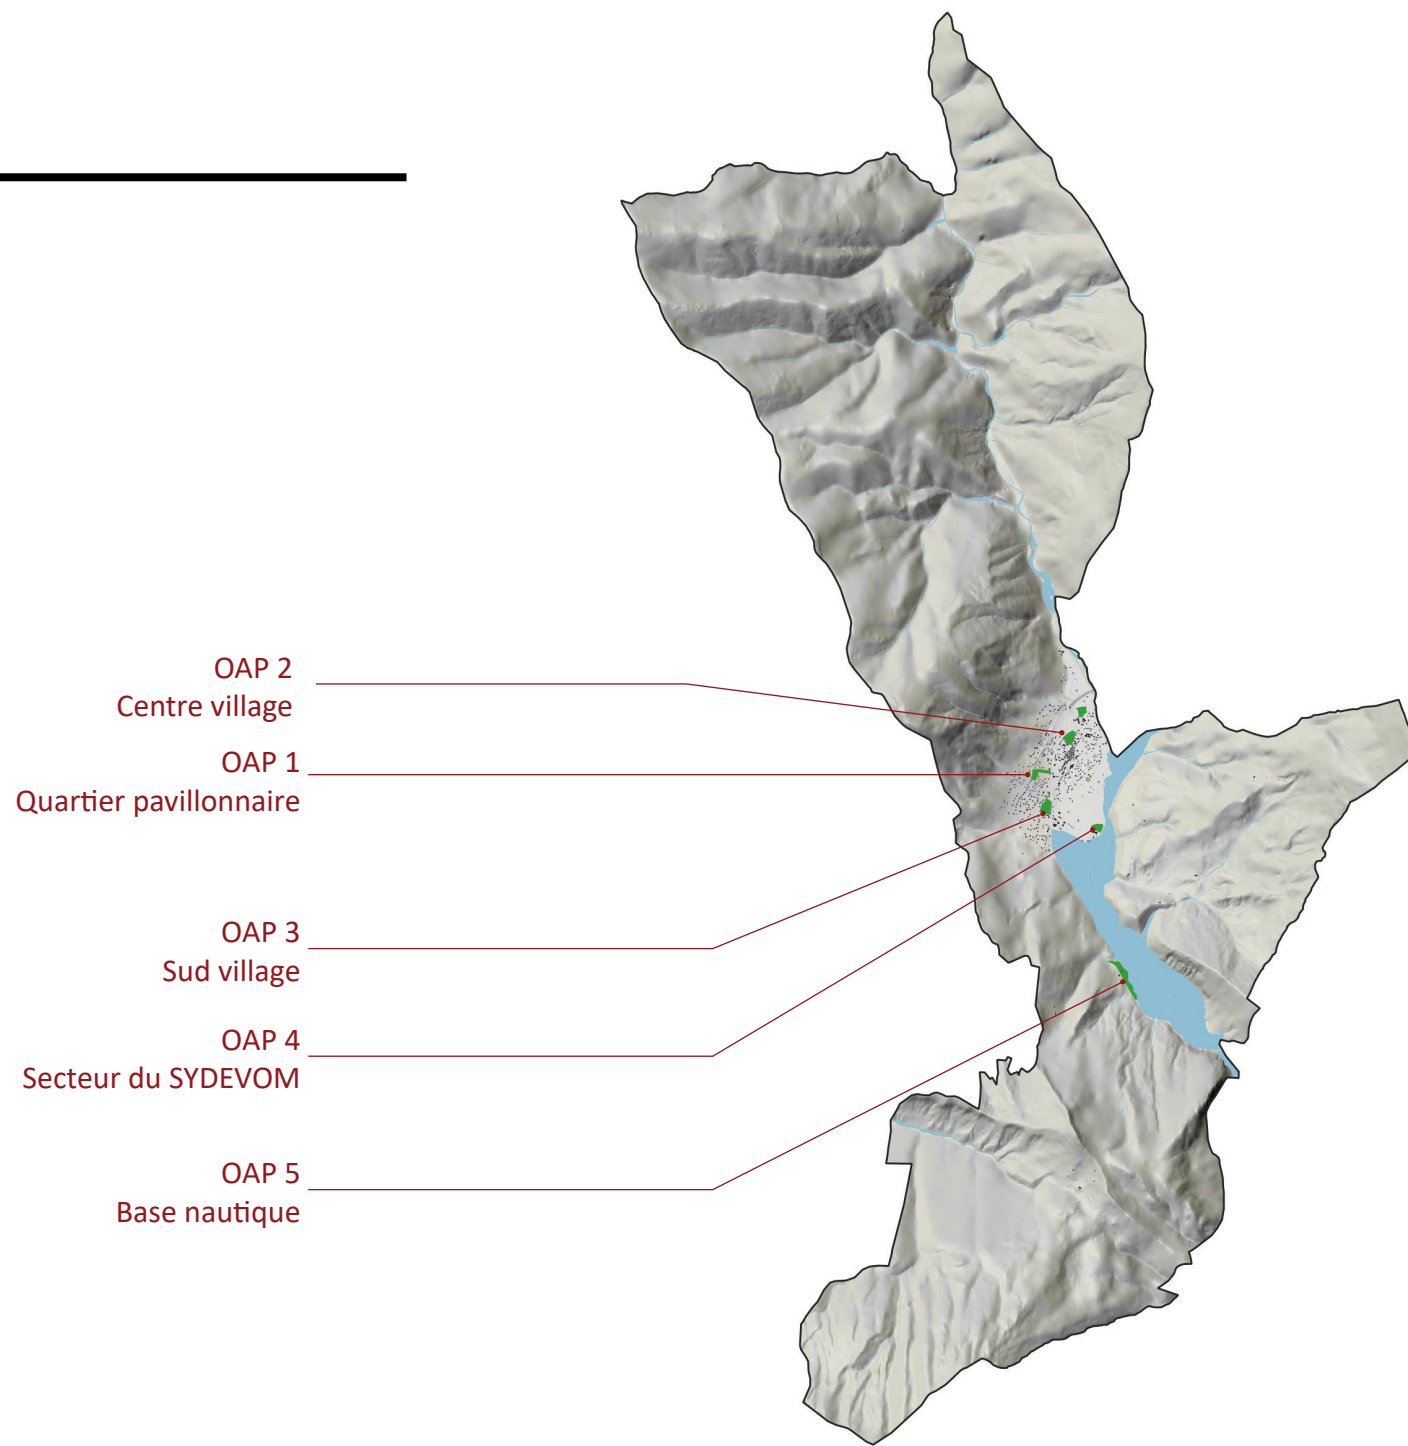 OAP 2
Centre village
OAP 1
Quartier pavillonnaire
OAP 3
Sud village
OAP 4
Secteur du SYDEVOM
OAP 5
Base nautique